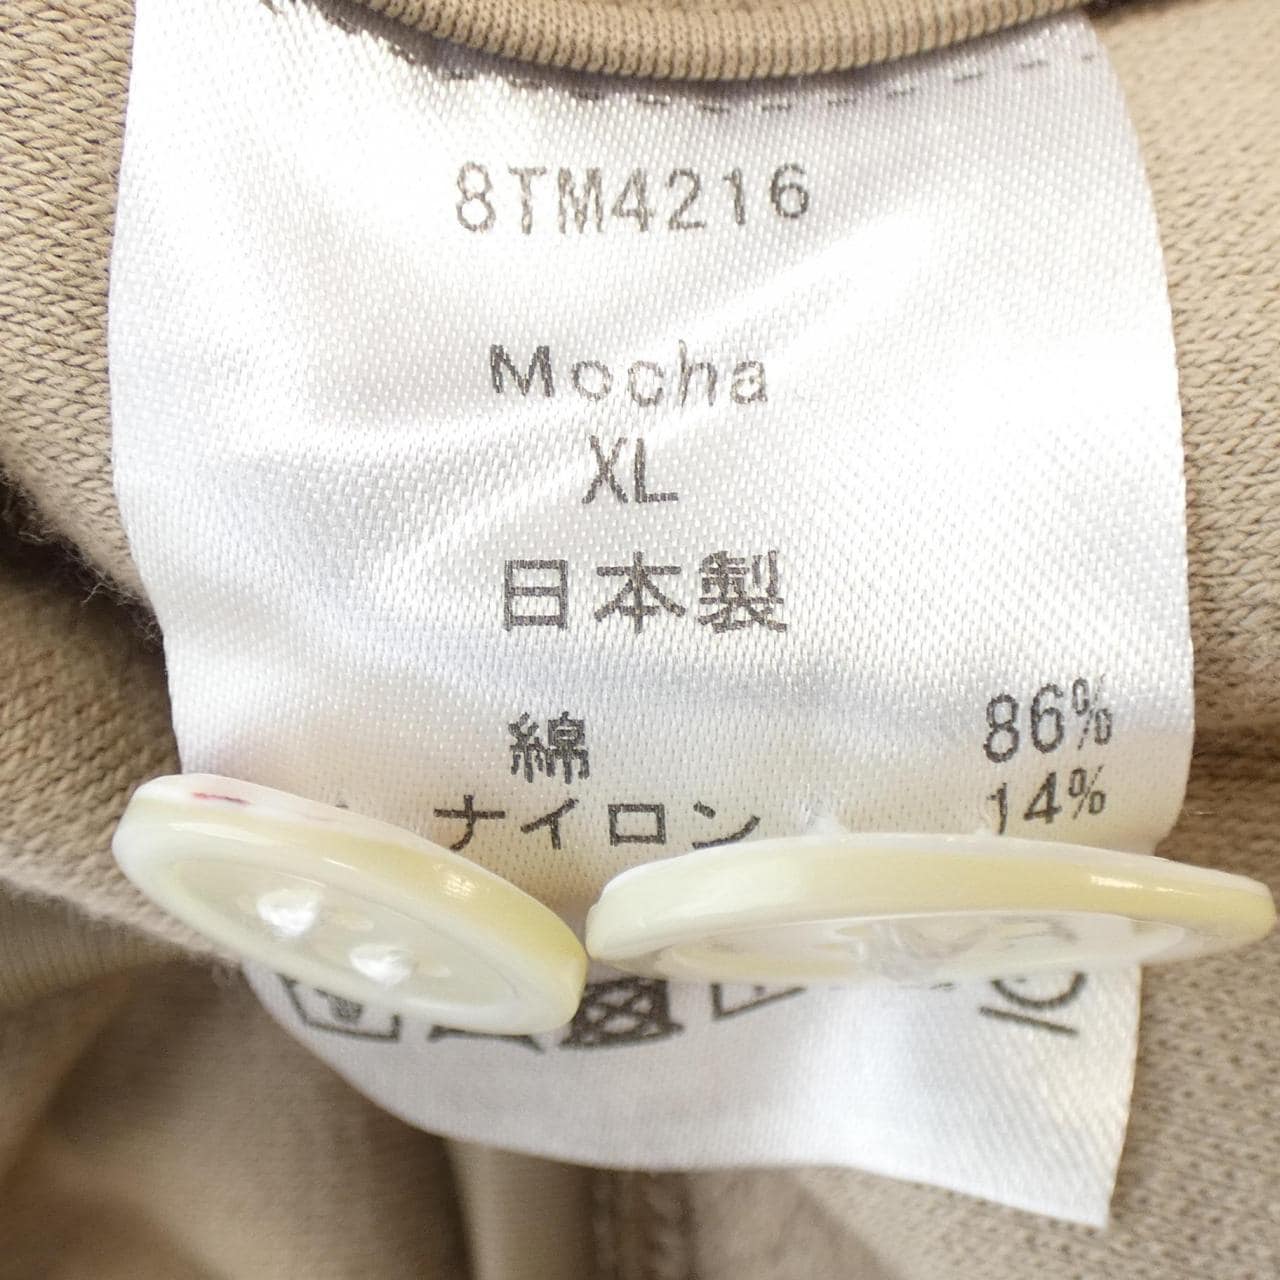 8TM4216
Mocha
XL
日本製
綿 86%
ナイロン 14%